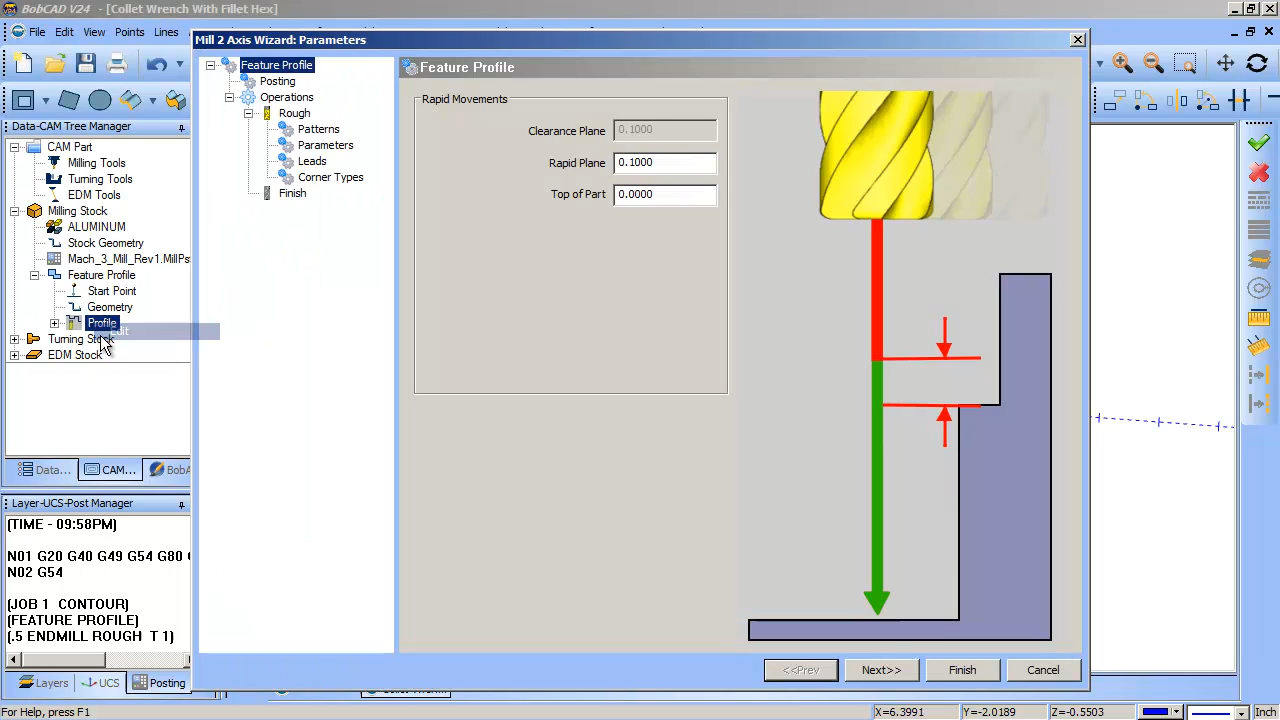 BobCAD V24 - [Collet Wrench With Fillet Hex]
File Edit View Points Lines
Mill 2 Axis Wizard: Parameters
Data-CAM Tree Manager
CAM Part
Milling Tools
Turning Tools
EDM Tools
Milling Stock
ALUMINUM
Stock Geometry
Mach_3_Mill_Rev1.MillPs
Feature Profile
Start Point
Geometry
Profile
Edit
Turning Stock
EDM Stock
Data... CAM... BobA
Layer-UCS-Post Manager
(TIME - 09:58PM)
N01 G20 G40 G49 G54 G80
N02 G54
(JOB 1 CONTOUR)
(FEATURE PROFILE)
(.5 ENDMILL ROUGH T 1)
Layers UCS Posting
Feature Profile
Posting
Operations
Rough
Patterns
Parameters
Leads
Corner Types
Finish
Feature Profile
Rapid Movements
Clearance Plane 0.1000
Rapid Plane 0.1000
Top of Part 0.0000
<<Prev Next>> Finish Cancel
For Help, press F1
X=6.3991 Y=-2.0189 Z=-0.5503 Inch